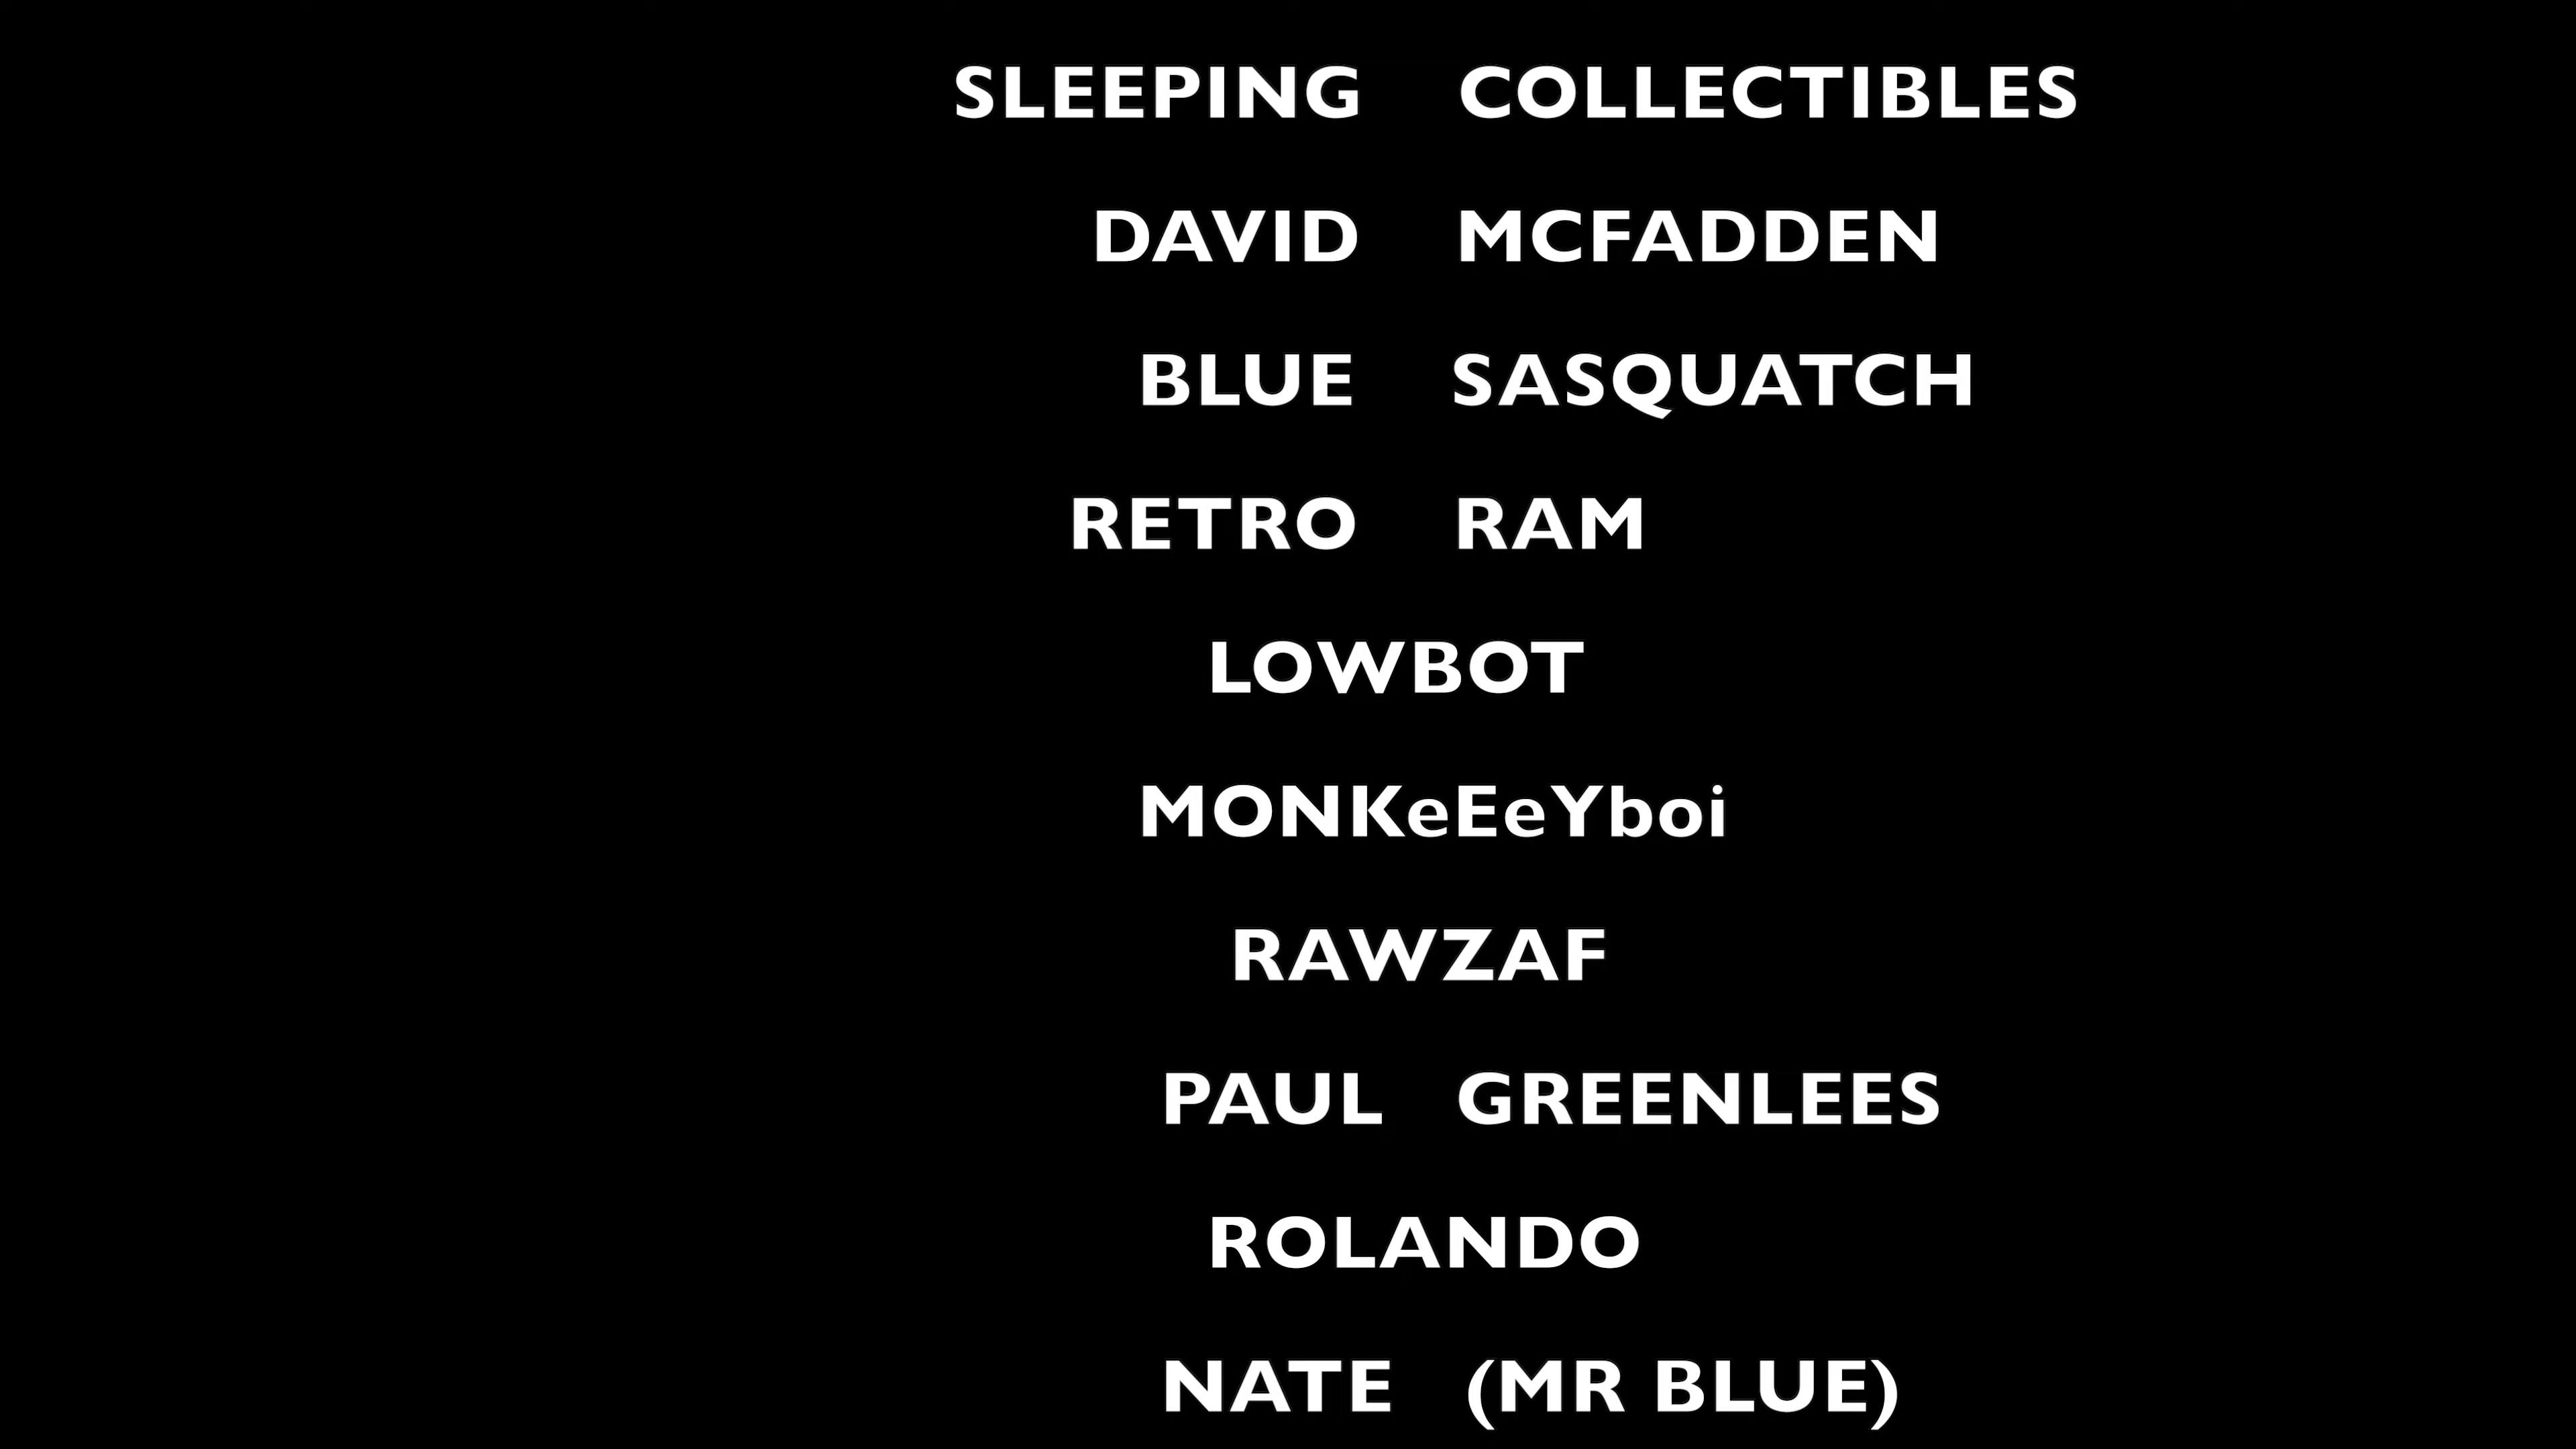 SLEEPING COLLECTIBLES
DAVID MCFADDEN
BLUE SASQUATCH
RETRO RAM
LOWBOT
MONKeEeYboi
RAWZAF
PAUL GREENLEES
ROLANDO
NATE (MR BLUE)